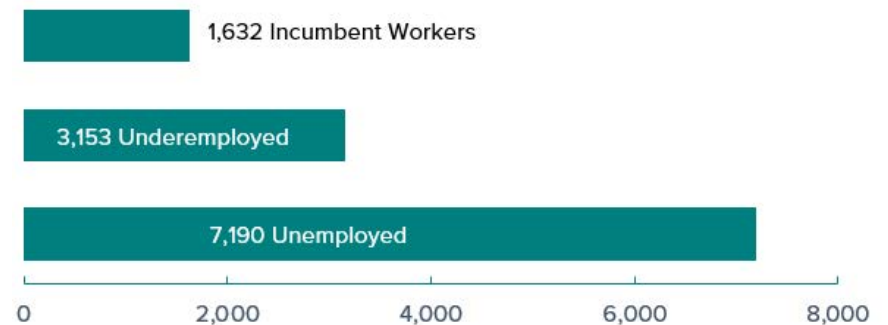 1,632 Incumbent Workers
3,153 Underemployed
7,190 Unemployed
0 2,000 4,000 6,000 8,000